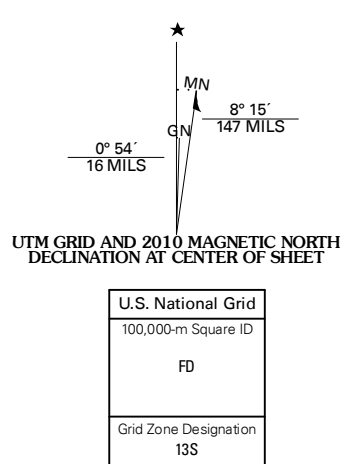 MN
8° 15´
147 MILS
GN
0° 54´
16 MILS
UTM GRID AND 2010 MAGNETIC NORTH
DECLINATION AT CENTER OF SHEET
U.S. National Grid
100,000-m Square ID
FD
Grid Zone Designation
13S